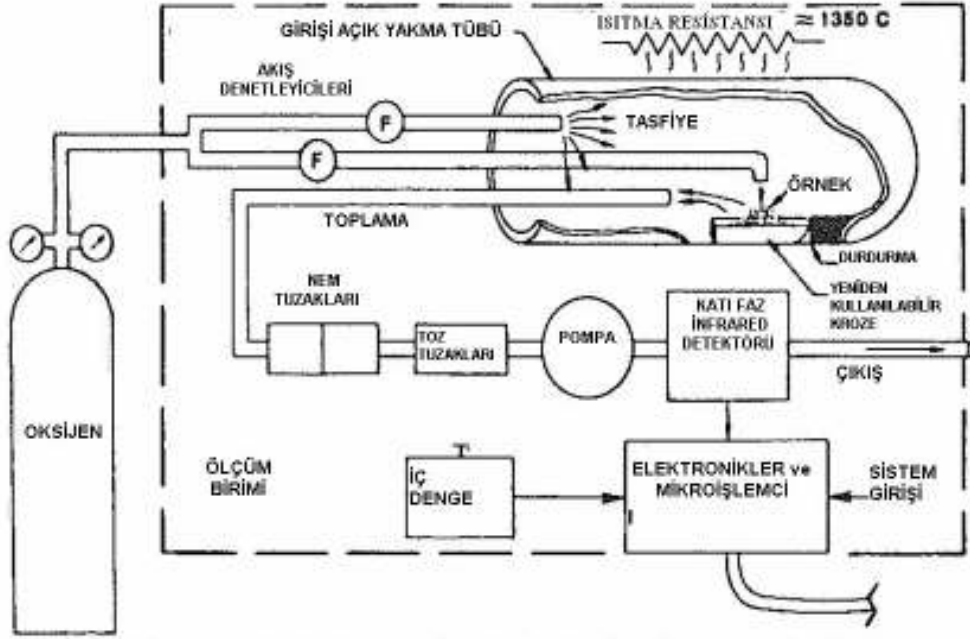 GİRİŞİ AÇIK YAKMA TÜBÜ
ISITMA RESİSTANSI ≈ 1350 C
AKIŞ
DENETLEYİCİLERİ
F
F
TASFİYE
ÖRNEK
TOPLAMA
DURDURMA
YENİDEN
KULLANILABİLİR
KROZE
NEM
TUZAKLARI
TOZ
TUZAKLARI
POMPA
KATI FAZ
İNFRARED
DETEKTÖRÜ
ÇIKIŞ
OKSİJEN
ÖLÇÜM
BİRİMİ
İÇ
DENGE
ELEKTRONİKLER ve
MİKROİŞLEMCİ
SİSTEM
GİRİŞİ